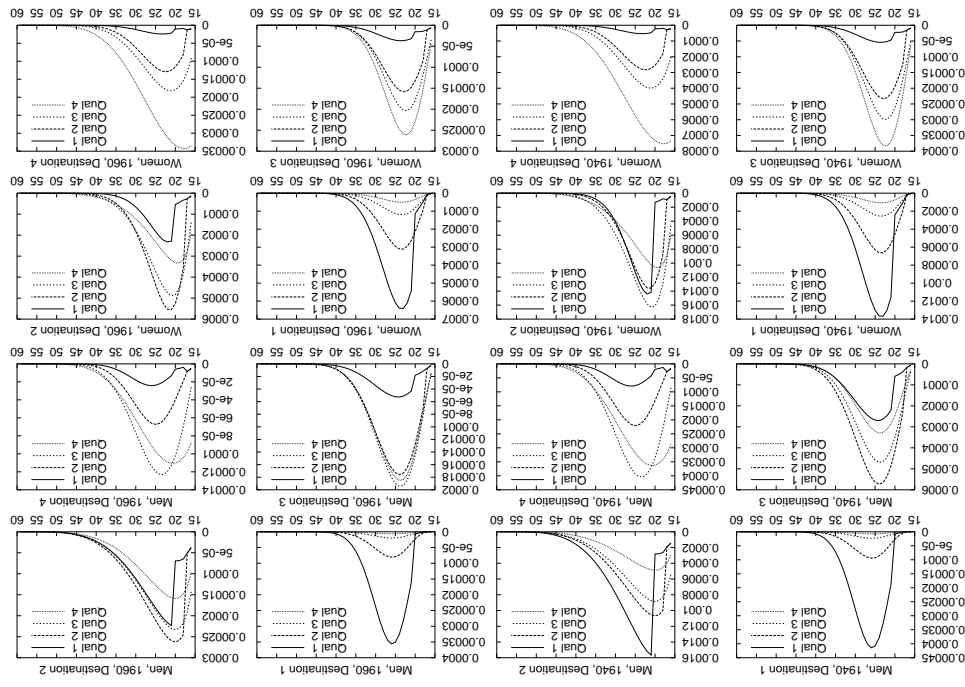 Men, 1940, Destination 1
0.00045
0.0004
0.00035
0.0003
0.00025
0.0002
0.00015
0.0001
5e-05
0
Qual 1
Qual 2
Qual 3
Qual 4
15 20 25 30 35 40 45 50 55 60
Men, 1940, Destination 2
0.0016
0.0014
0.0012
0.001
0.0008
0.0006
0.0004
0.0002
0
Qual 1
Qual 2
Qual 3
Qual 4
15 20 25 30 35 40 45 50 55 60
Men, 1960, Destination 1
0.0004
0.00035
0.0003
0.00025
0.0002
0.00015
0.0001
5e-05
0
Qual 1
Qual 2
Qual 3
Qual 4
15 20 25 30 35 40 45 50 55 60
Men, 1960, Destination 2
0.0003
0.00025
0.0002
0.00015
0.0001
5e-05
0
Qual 1
Qual 2
Qual 3
Qual 4
15 20 25 30 35 40 45 50 55 60
Men, 1940, Destination 3
0.0006
0.0005
0.0004
0.0003
0.0002
0.0001
0
Qual 1
Qual 2
Qual 3
Qual 4
15 20 25 30 35 40 45 50 55 60
Men, 1940, Destination 4
0.00045
0.0004
0.00035
0.0003
0.00025
0.0002
0.00015
0.0001
5e-05
0
Qual 1
Qual 2
Qual 3
Qual 4
15 20 25 30 35 40 45 50 55 60
Men, 1960, Destination 3
0.0002
0.00018
0.00016
0.00014
0.00012
0.0001
8e-05
6e-05
4e-05
2e-05
0
Qual 1
Qual 2
Qual 3
Qual 4
15 20 25 30 35 40 45 50 55 60
Men, 1960, Destination 4
0.00014
0.00012
0.0001
8e-05
6e-05
4e-05
2e-05
0
Qual 1
Qual 2
Qual 3
Qual 4
15 20 25 30 35 40 45 50 55 60
Women, 1940, Destination 1
0.0014
0.0012
0.001
0.0008
0.0006
0.0004
0.0002
0
Qual 1
Qual 2
Qual 3
Qual 4
15 20 25 30 35 40 45 50 55 60
Women, 1940, Destination 2
0.0018
0.0016
0.0014
0.0012
0.001
0.0008
0.0006
0.0004
0.0002
0
Qual 1
Qual 2
Qual 3
Qual 4
15 20 25 30 35 40 45 50 55 60
Women, 1960, Destination 1
0.0007
0.0006
0.0005
0.0004
0.0003
0.0002
0.0001
0
Qual 1
Qual 2
Qual 3
Qual 4
15 20 25 30 35 40 45 50 55 60
Women, 1960, Destination 2
0.0006
0.0005
0.0004
0.0003
0.0002
0.0001
0
Qual 1
Qual 2
Qual 3
Qual 4
15 20 25 30 35 40 45 50 55 60
Women, 1940, Destination 3
0.0004
0.00035
0.0003
0.00025
0.0002
0.00015
0.0001
5e-05
0
Qual 1
Qual 2
Qual 3
Qual 4
15 20 25 30 35 40 45 50 55 60
Women, 1940, Destination 4
0.0008
0.0007
0.0006
0.0005
0.0004
0.0003
0.0002
0.0001
0
Qual 1
Qual 2
Qual 3
Qual 4
15 20 25 30 35 40 45 50 55 60
Women, 1960, Destination 3
0.0003
0.00025
0.0002
0.00015
0.0001
5e-05
0
Qual 1
Qual 2
Qual 3
Qual 4
15 20 25 30 35 40 45 50 55 60
Women, 1960, Destination 4
0.00035
0.0003
0.00025
0.0002
0.00015
0.0001
5e-05
0
Qual 1
Qual 2
Qual 3
Qual 4
15 20 25 30 35 40 45 50 55 60